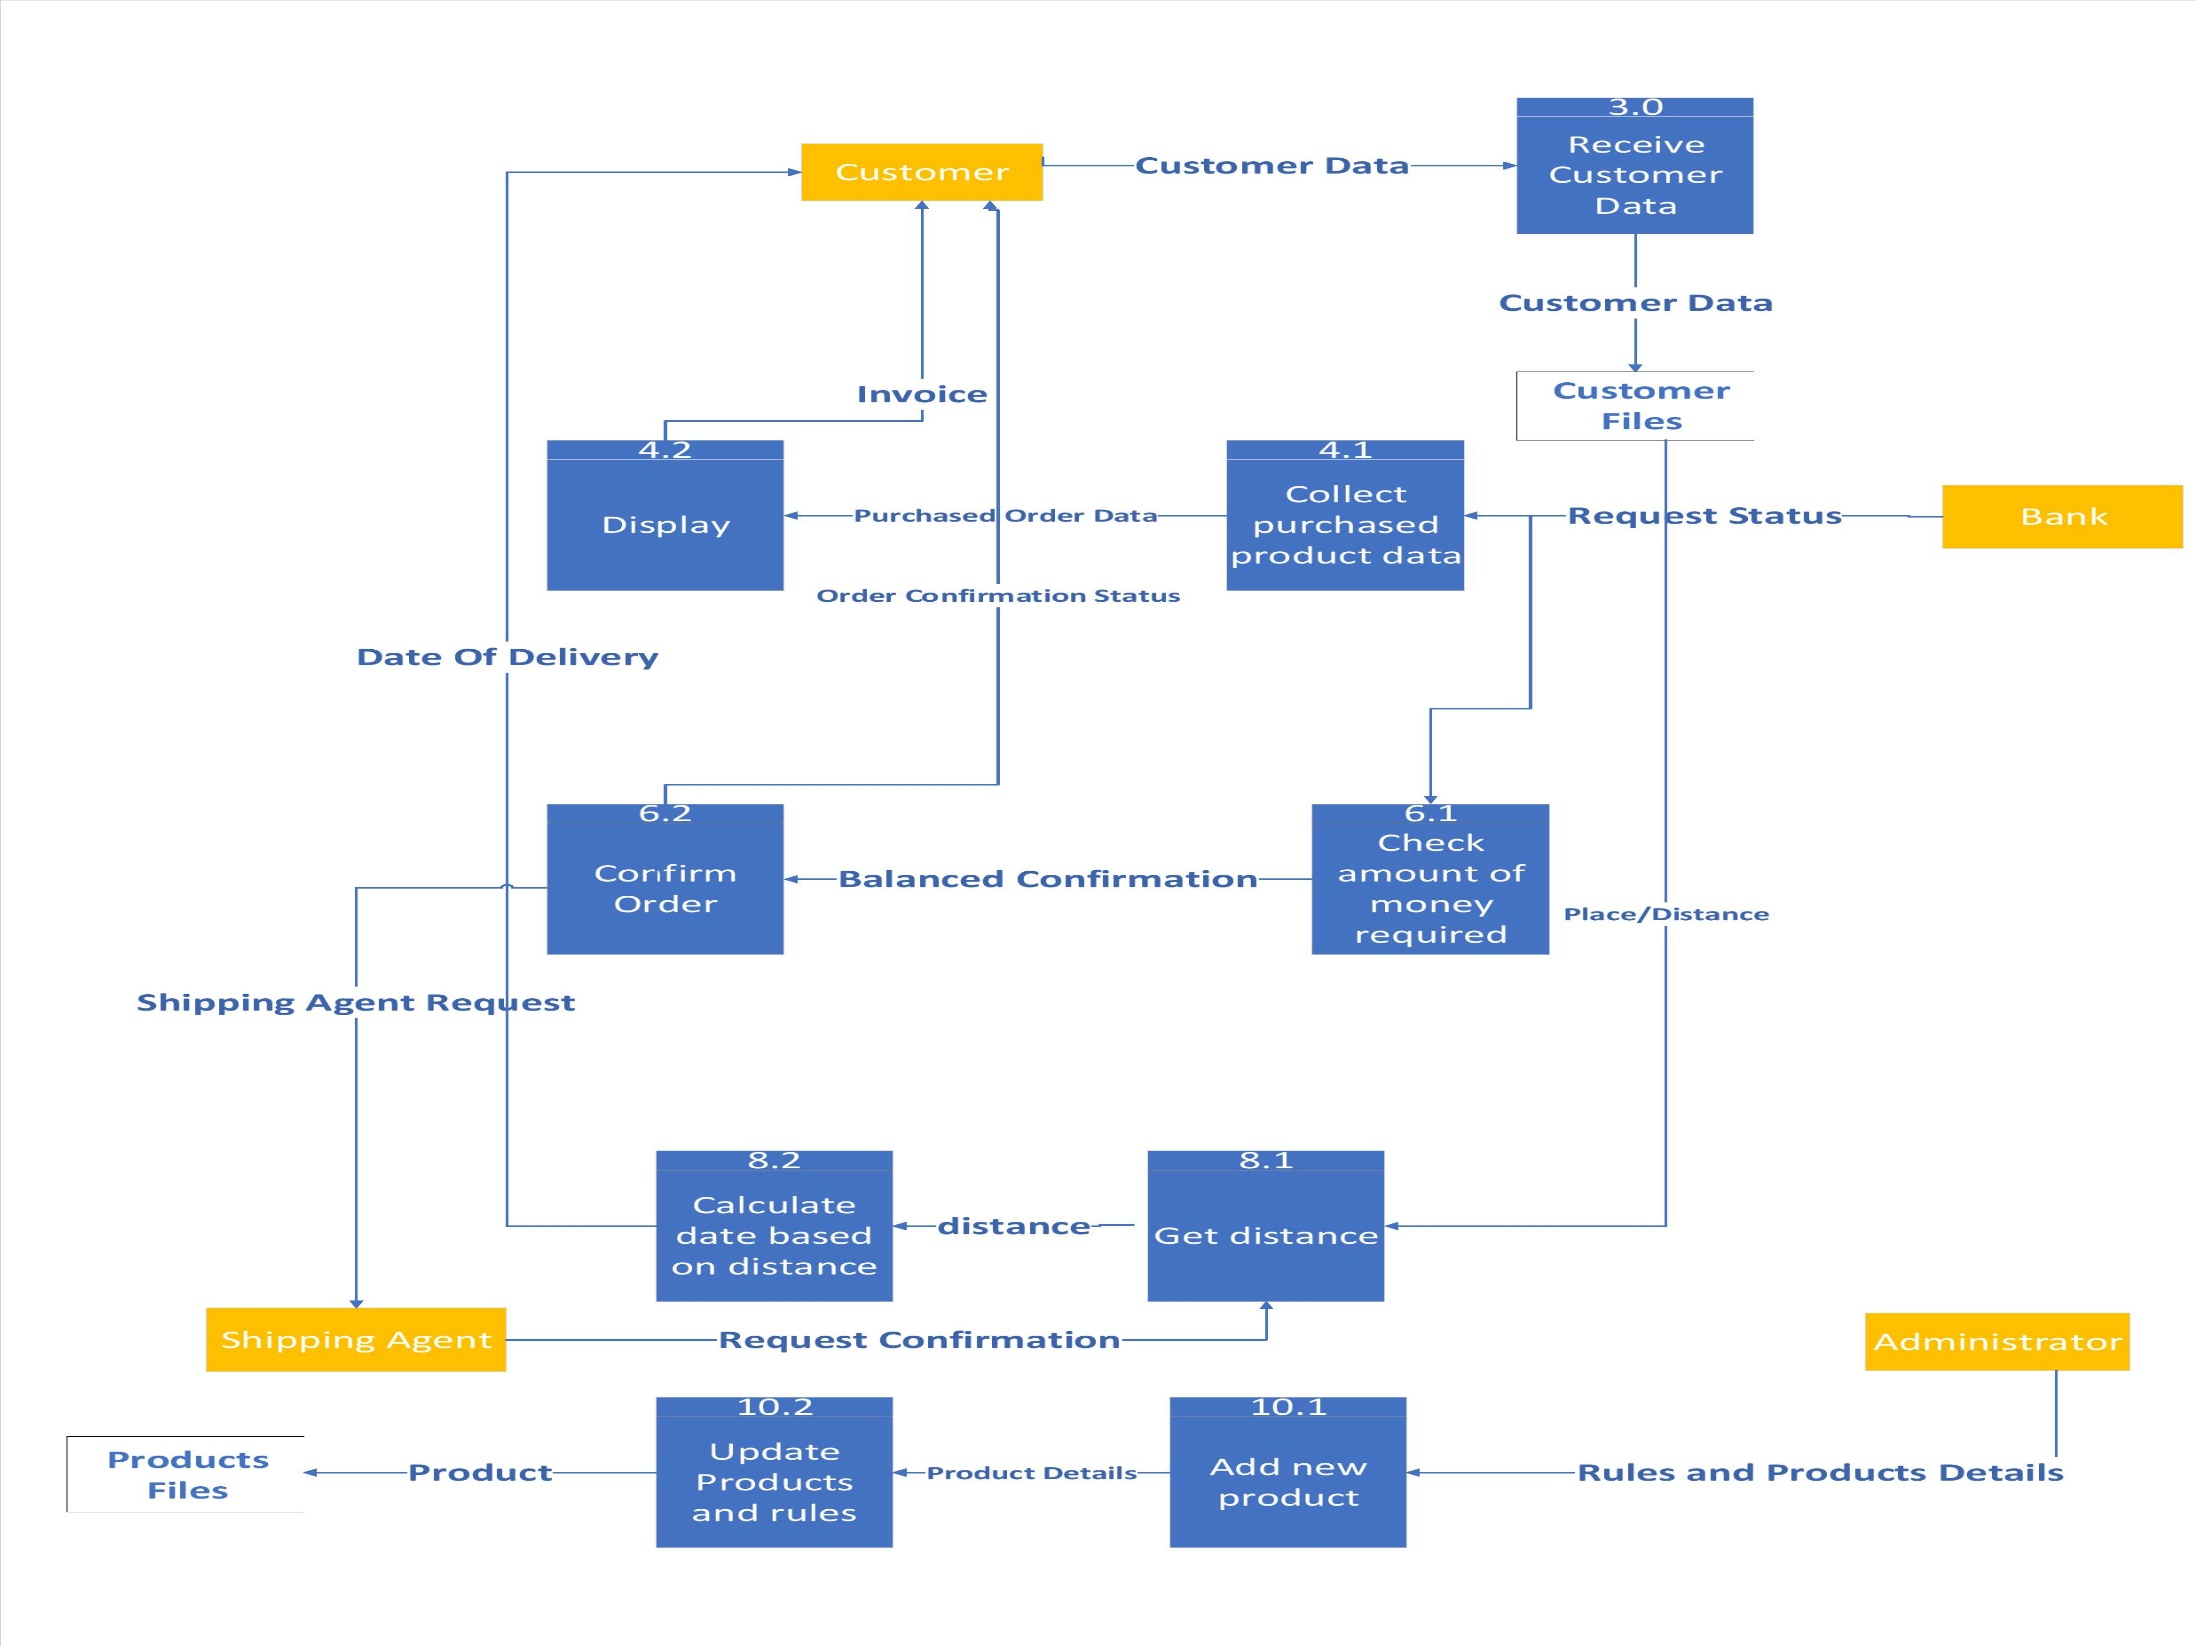 3.0
Receive
Customer
Data
Customer
Customer Data
Customer Data
Customer
Files
Invoice
4.2
Display
4.1
Collect
purchased
product data
Purchased Order Data
Request Status
Bank
Order Confirmation Status
Date Of Delivery
6.2
Confirm
Order
6.1
Check
amount of
money
required
Balanced Confirmation
Place/Distance
Shipping Agent Request
8.2
Calculate
date based
on distance
8.1
Get distance
distance
Shipping Agent
Request Confirmation
Administrator
10.2
Update
Products
and rules
10.1
Add new
product
Products
Files
Product
Product Details
Rules and Products Details